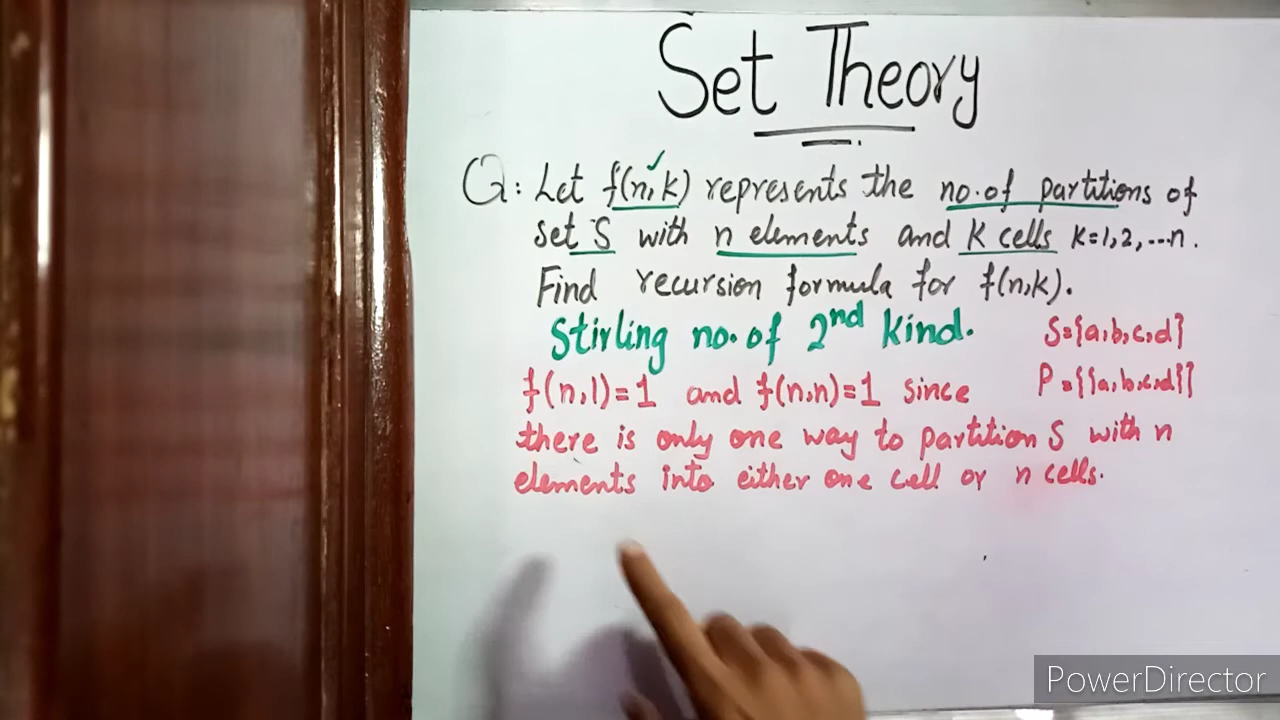 Set Theory
Q: Let f(n,k) represents the no. of partitions of
set S with n elements and K cells K=1,2,...n.
Find recursion formula for f(n,k).
Stirling no. of 2nd Kind.
S={a,b,c,d}
f(n,1)=1 and f(n,n)=1 since
P={{a,b,c,d}}
there is only one way to partition S with n
elements into either one cell or n cells.
PowerDirector